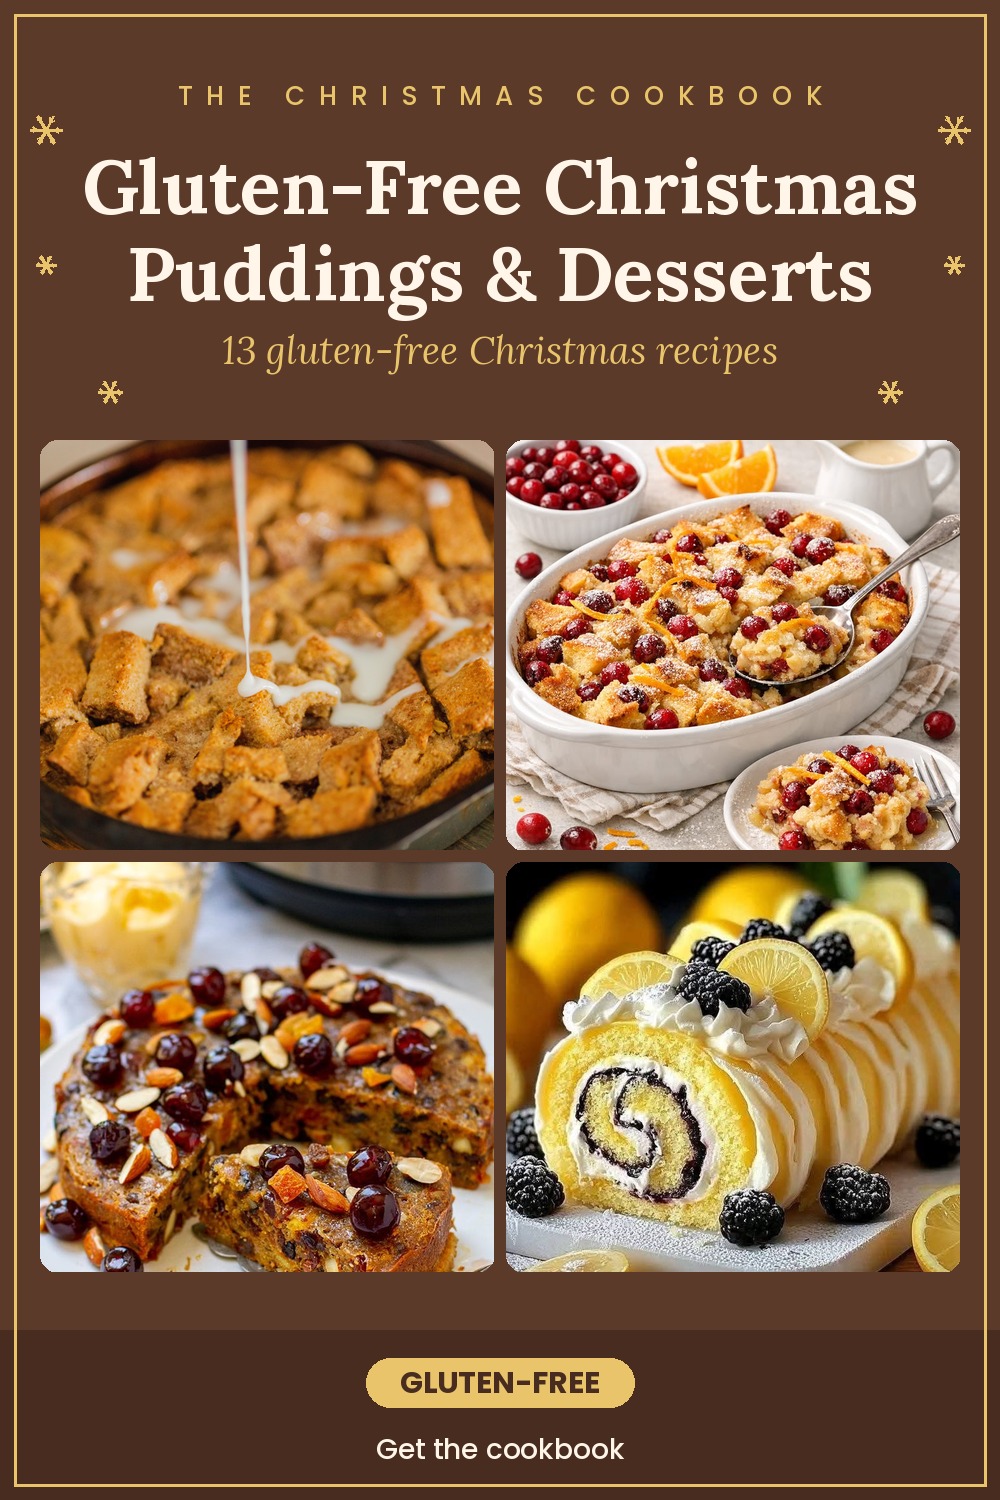 THE CHRISTMAS COOKBOOK
Gluten-Free Christmas
Puddings & Desserts
13 gluten-free Christmas recipes
GLUTEN-FREE
Get the cookbook